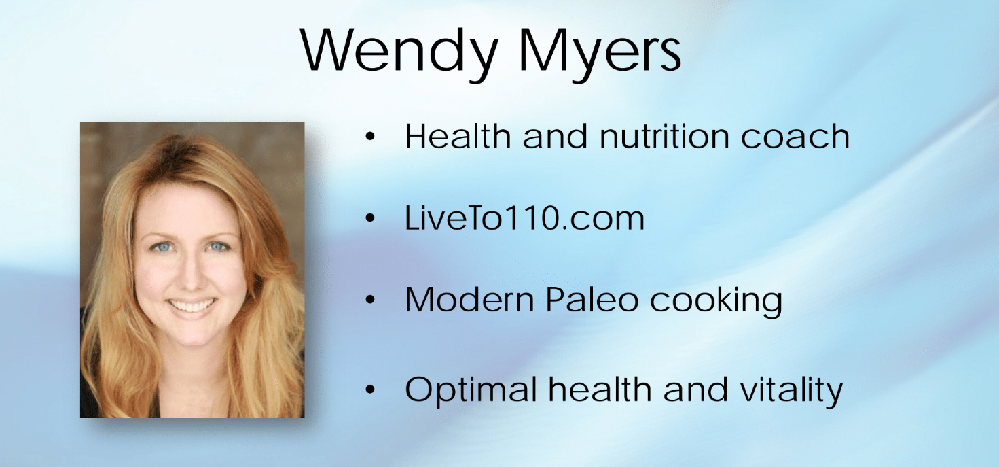 Wendy Myers
• Health and nutrition coach
• LiveTo110.com
• Modern Paleo cooking
• Optimal health and vitality